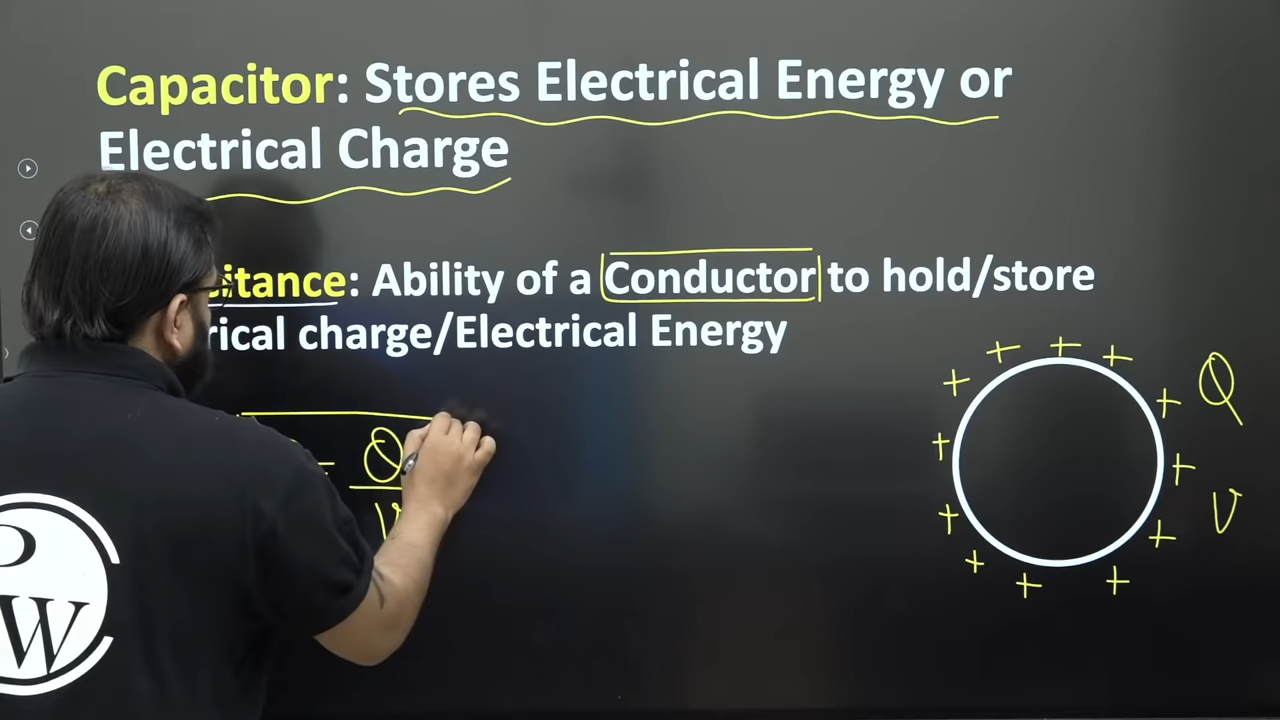 Capacitor: Stores Electrical Energy or
Electrical Charge
itance: Ability of a Conductor to hold/store
rical charge/Electrical Energy
+ + + + + + + + + + + + +
Q
V
= Q
V
P
W